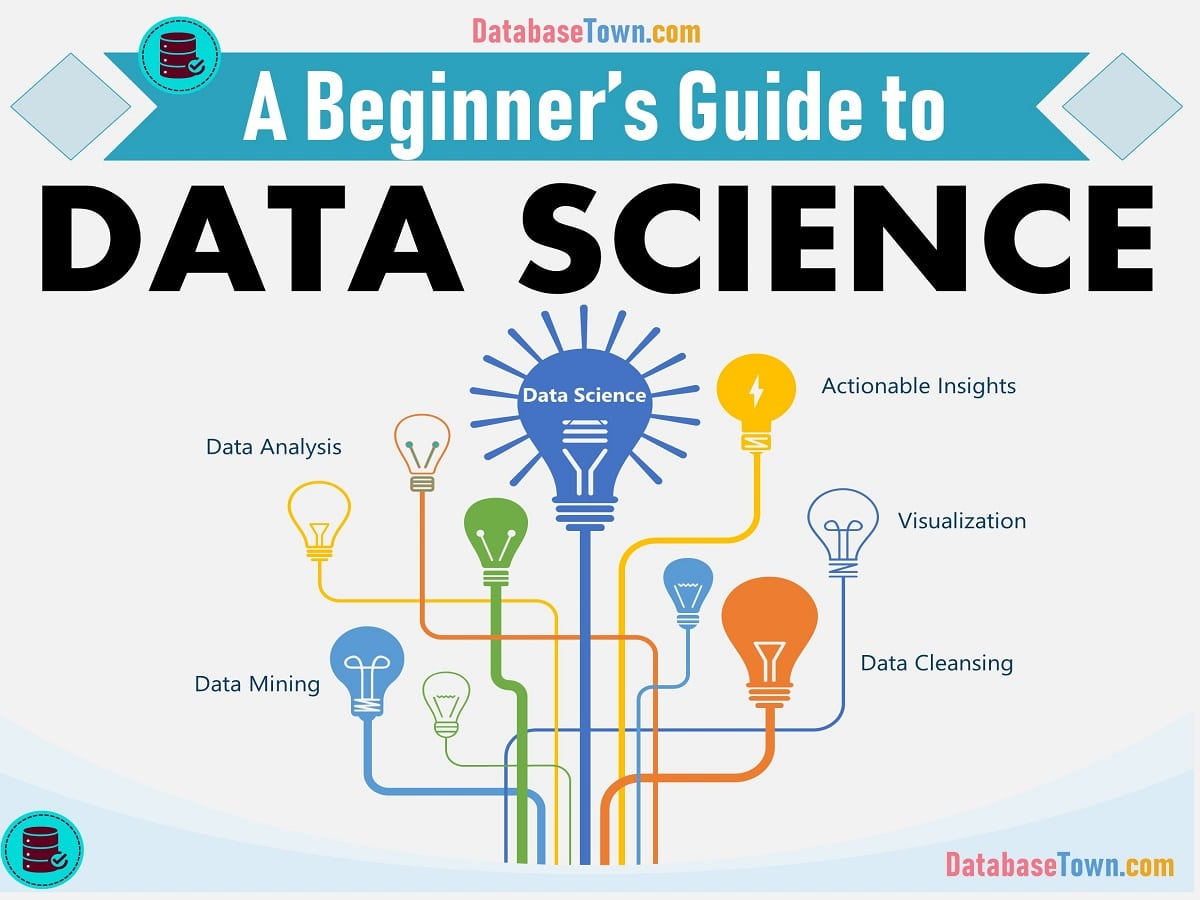 DatabaseTown.com
A Beginner's Guide to
DATA SCIENCE
Data Science
Actionable Insights
Data Analysis
Visualization
Data Cleansing
Data Mining
DatabaseTown.com